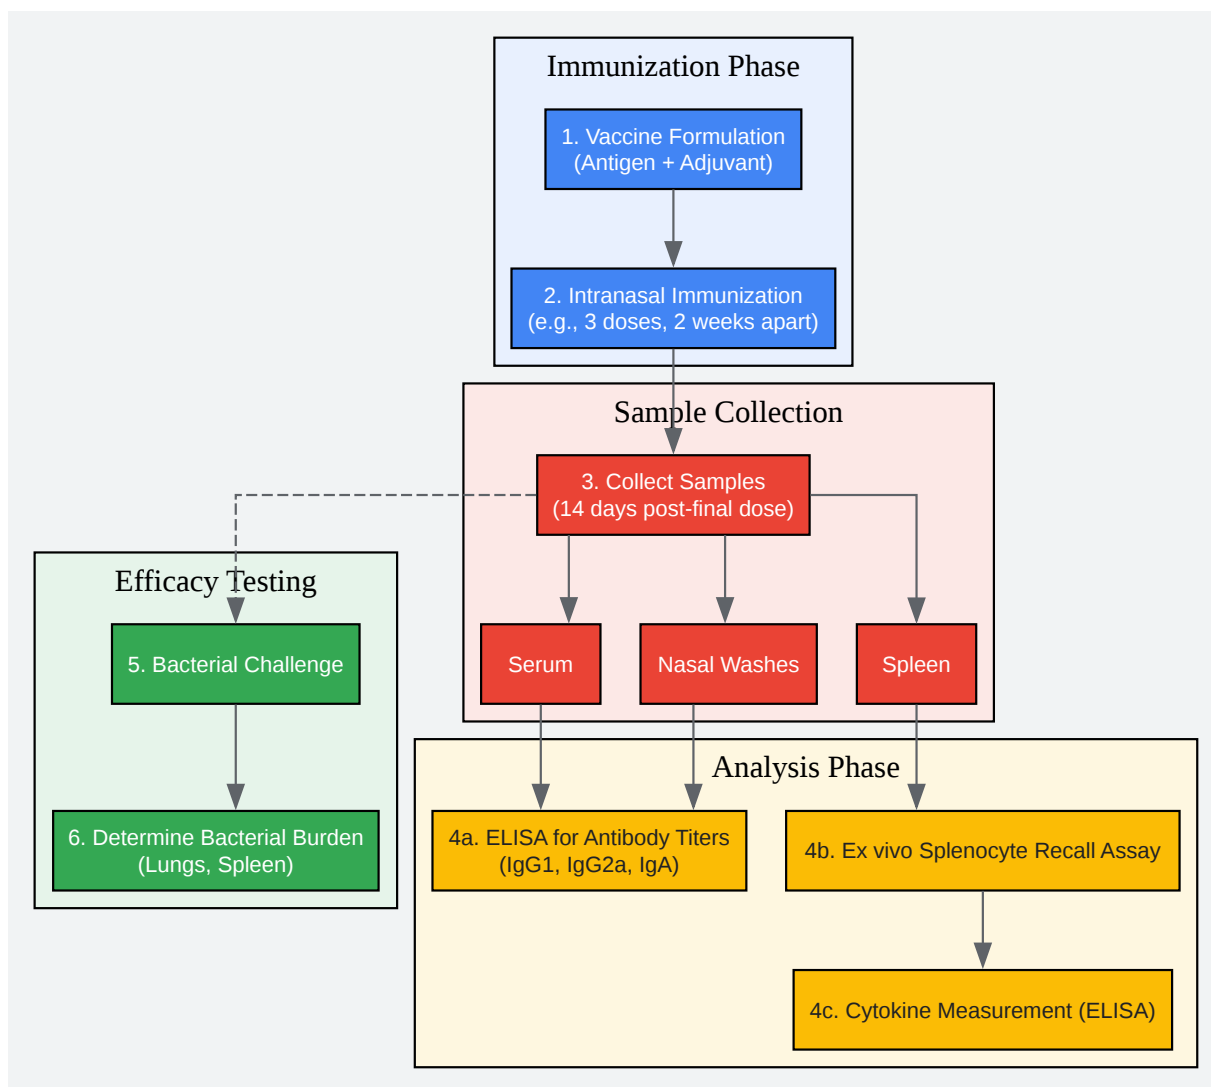 Immunization Phase
1. Vaccine Formulation
(Antigen + Adjuvant)
2. Intranasal Immunization
(e.g., 3 doses, 2 weeks apart)
Sample Collection
3. Collect Samples
(14 days post-final dose)
Efficacy Testing
5. Bacterial Challenge
Serum
Nasal Washes
Spleen
Analysis Phase
6. Determine Bacterial Burden
(Lungs, Spleen)
4a. ELISA for Antibody Titers
(IgG1, IgG2a, IgA)
4b. Ex vivo Splenocyte Recall Assay
4c. Cytokine Measurement (ELISA)